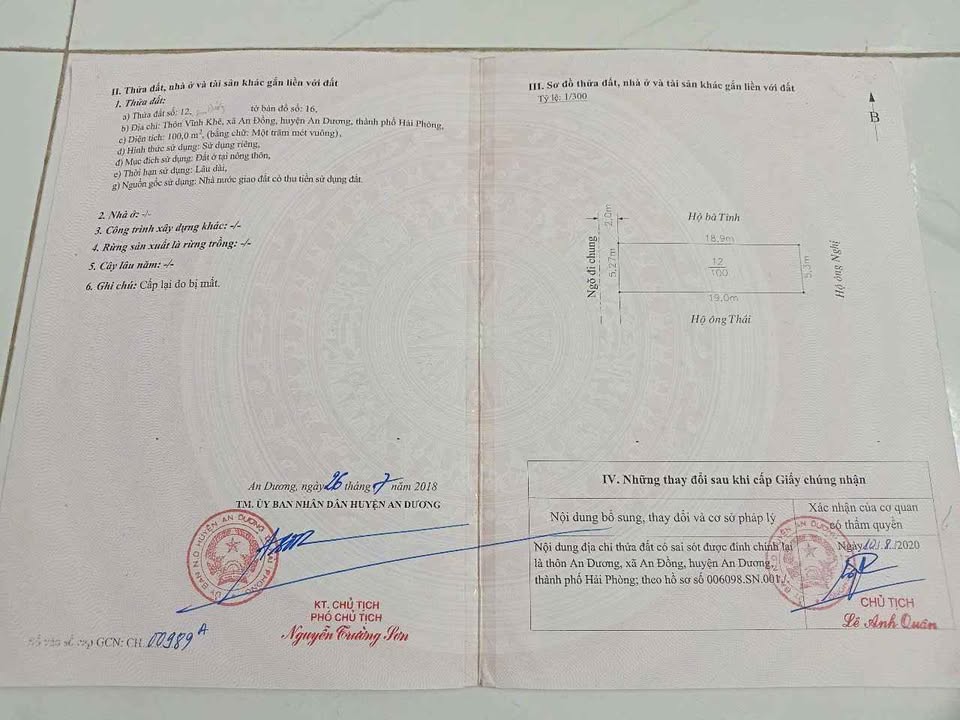 II. Thửa đất, nhà ở và tài sản khác gắn liền với đất
1. Thửa đất:
a) Thửa đất số: 12, tờ bản đồ số: 16,
b) Địa chỉ: Thôn Vĩnh Khê, xã An Đồng, huyện An Dương, thành phố Hải Phòng,
c) Diện tích: 100,0 m², (bằng chữ: Một trăm mét vuông),
d) Hình thức sử dụng: Sử dụng riêng,
đ) Mục đích sử dụng: Đất ở tại nông thôn,
e) Thời hạn sử dụng: Lâu dài,
g) Nguồn gốc sử dụng: Nhà nước giao đất có thu tiền sử dụng đất.
2. Nhà ở: -/-
3. Công trình xây dựng khác: -/-
4. Rừng sản xuất là rừng trồng: -/-
5. Cây lâu năm: -/-
6. Ghi chú: Cấp lại do bị mất.
An Dương, ngày 26 tháng 7 năm 2018
TM. ỦY BAN NHÂN DÂN HUYỆN AN DƯƠNG
KT. CHỦ TỊCH
PHÓ CHỦ TỊCH
Nguyễn Trường Sơn
Số vào sổ cấp GCN: CH 00989 A
III. Sơ đồ thửa đất, nhà ở và tài sản khác gắn liền với đất
Tỷ lệ: 1/300
B
2,0m
Hộ bà Tình
18,9m
Ngõ đi chung
5,27m
12
100
5,3m
Hộ ông Nghị
19,0m
Hộ ông Thái
IV. Những thay đổi sau khi cấp Giấy chứng nhận
Nội dung bổ sung, thay đổi và cơ sở pháp lý
Xác nhận của cơ quan
có thẩm quyền
Nội dung địa chỉ thửa đất có sai sót được đính chính lại
là thôn An Dương, xã An Đồng, huyện An Dương,
thành phố Hải Phòng; theo hồ sơ số 006098.SN.001./.
Ngày 10/8/2020
CHỦ TỊCH
Lê Anh Quân